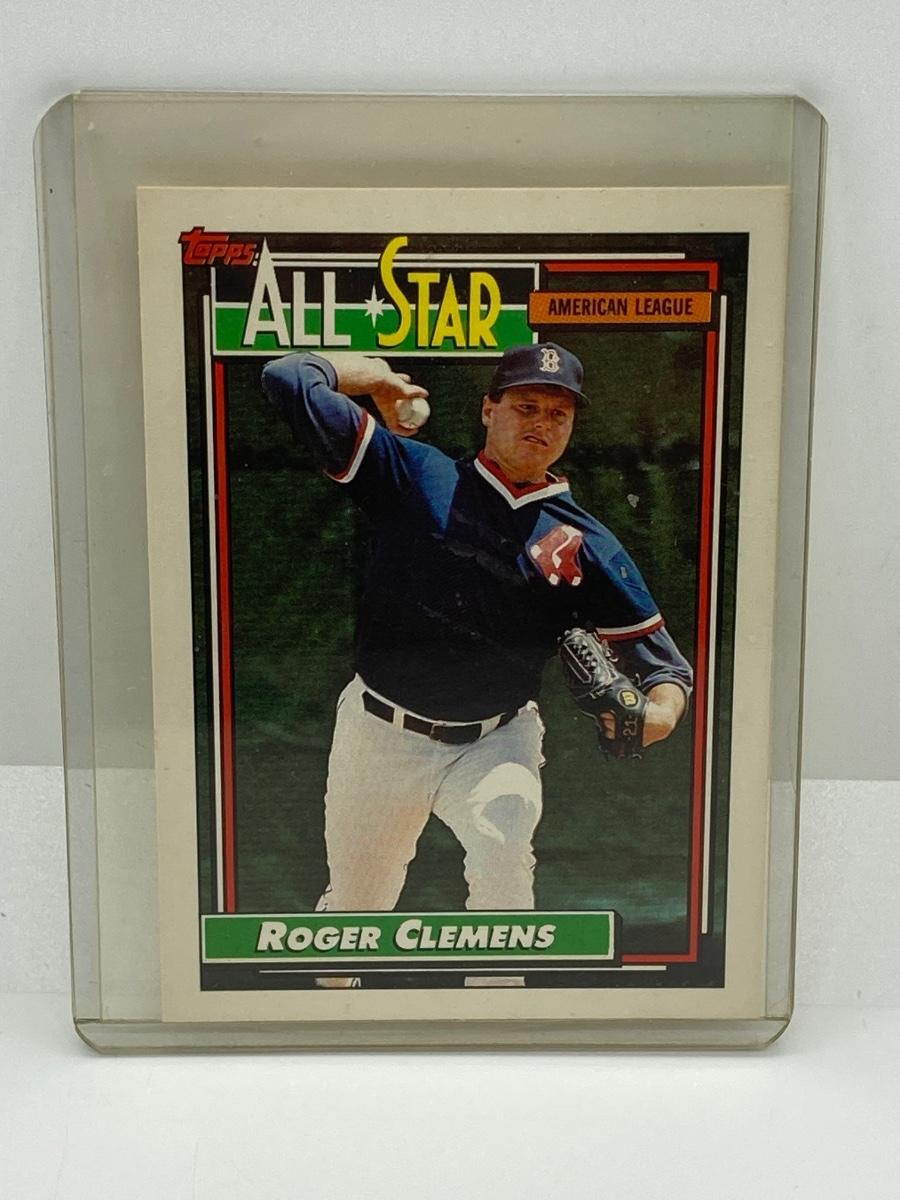 Topps
ALL STAR
AMERICAN LEAGUE
B
ROGER CLEMENS